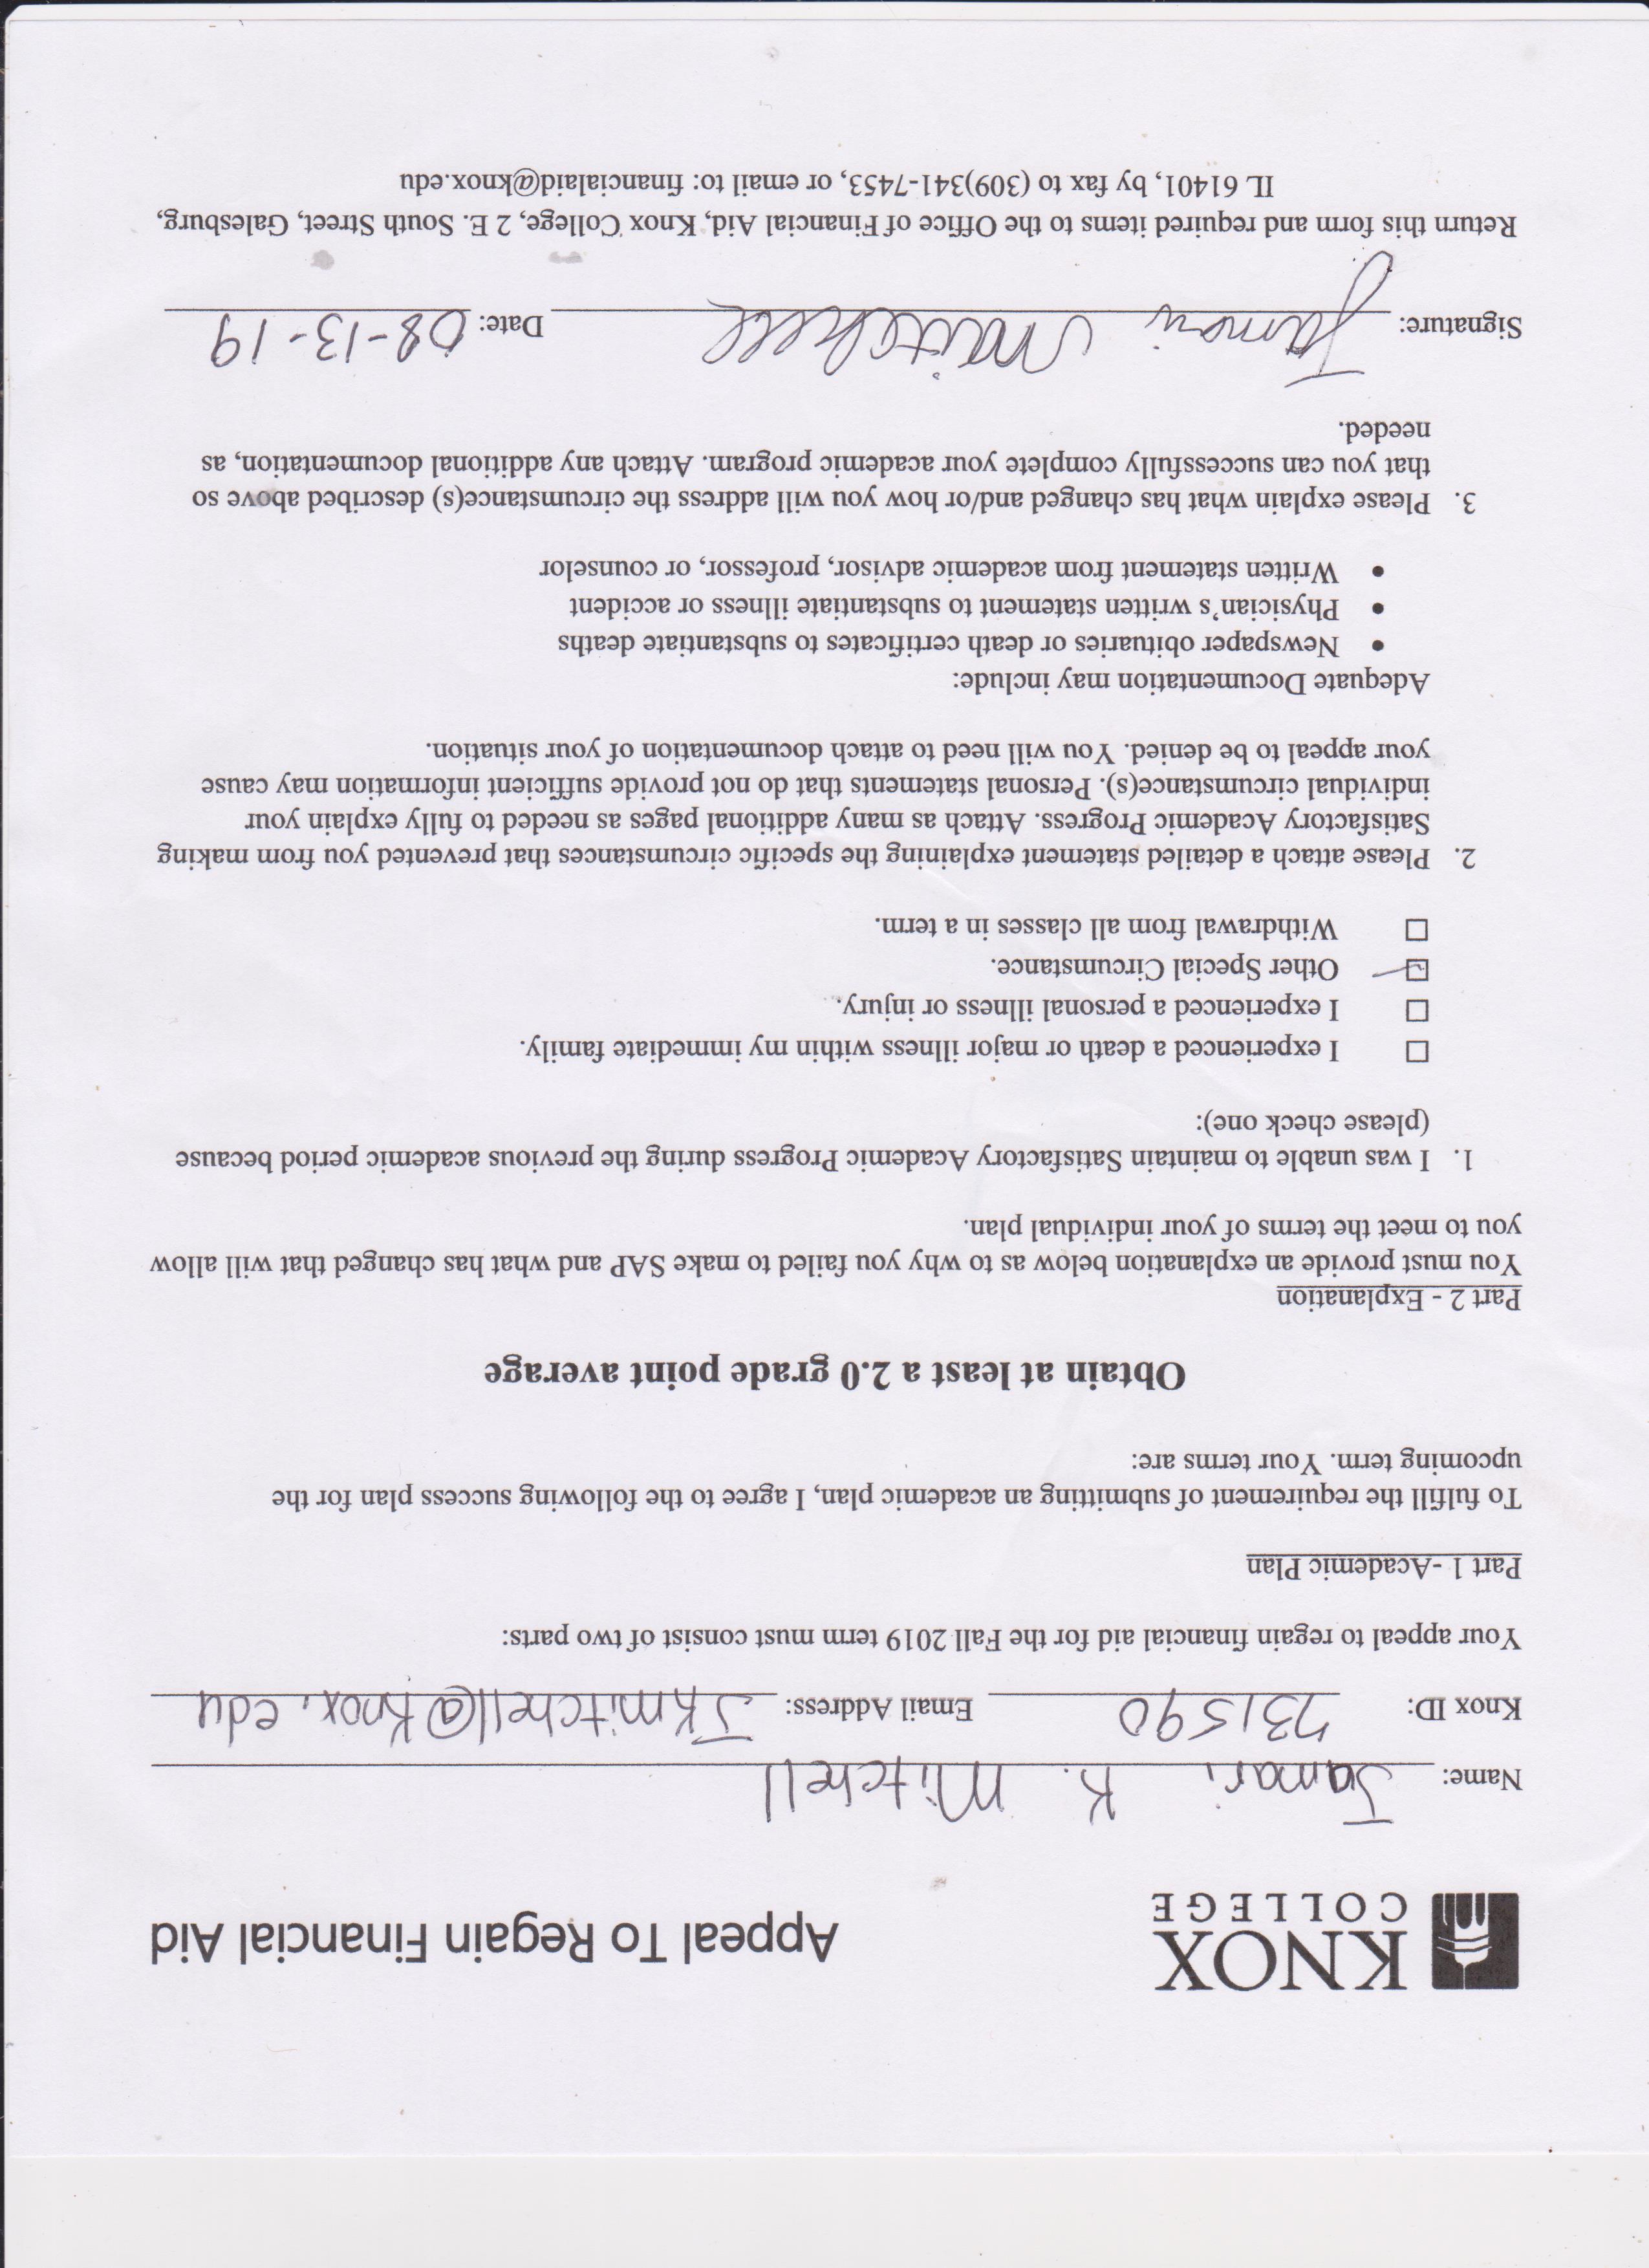 KNOX
COLLEGE
Appeal To Regain Financial Aid
Name: Jamari K. Mitchell
Knox ID: 731590 Email Address: JKmitchell@Knox.edu
Your appeal to regain financial aid for the Fall 2019 term must consist of two parts:
Part 1 -Academic Plan
To fulfill the requirement of submitting an academic plan, I agree to the following success plan for the
upcoming term. Your terms are:
Obtain at least a 2.0 grade point average
Part 2 - Explanation
You must provide an explanation below as to why you failed to make SAP and what has changed that will allow
you to meet the terms of your individual plan.
1. I was unable to maintain Satisfactory Academic Progress during the previous academic period because
(please check one):
☐ I experienced a death or major illness within my immediate family.
☐ I experienced a personal illness or injury.
☑ Other Special Circumstance.
☐ Withdrawal from all classes in a term.
2. Please attach a detailed statement explaining the specific circumstances that prevented you from making
Satisfactory Academic Progress. Attach as many additional pages as needed to fully explain your
individual circumstance(s). Personal statements that do not provide sufficient information may cause
your appeal to be denied. You will need to attach documentation of your situation.
Adequate Documentation may include:
• Newspaper obituaries or death certificates to substantiate deaths
• Physician's written statement to substantiate illness or accident
• Written statement from academic advisor, professor, or counselor
3. Please explain what has changed and/or how you will address the circumstance(s) described above so
that you can successfully complete your academic program. Attach any additional documentation, as
needed.
Signature: Jamari Mitchell Date: 08-13-19
Return this form and required items to the Office of Financial Aid, Knox College, 2 E. South Street, Galesburg,
IL 61401, by fax to (309)341-7453, or email to: financialaid@knox.edu